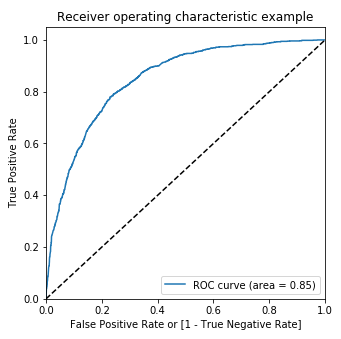 Receiver operating characteristic example
1.0
0.8
0.6
0.4
0.2
0.0
True Positive Rate
ROC curve (area = 0.85)
0.0 0.2 0.4 0.6 0.8 1.0
False Positive Rate or [1 - True Negative Rate]